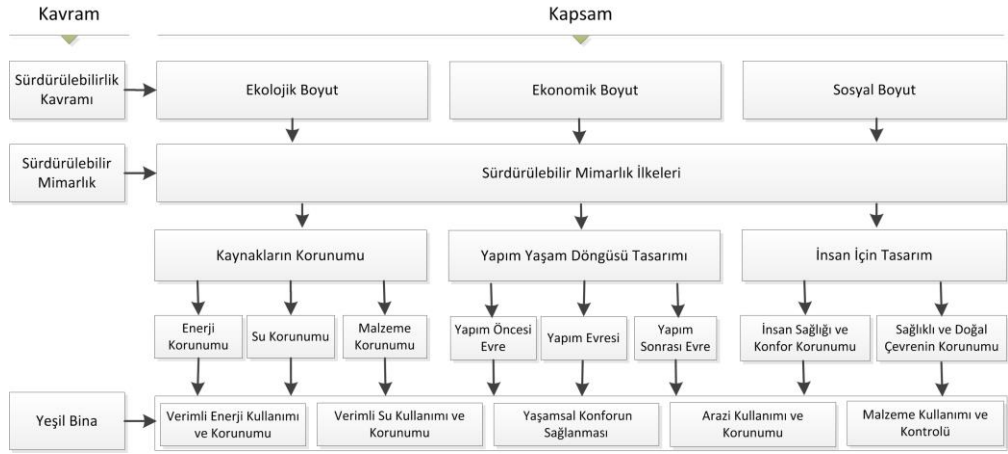 Kavram
Kapsam
Sürdürülebilirlik
Kavramı
Ekolojik Boyut
Ekonomik Boyut
Sosyal Boyut
Sürdürülebilir
Mimarlık
Sürdürülebilir Mimarlık İlkeleri
Kaynakların Korunumu
Yapım Yaşam Döngüsü Tasarımı
İnsan İçin Tasarım
Enerji
Korunumu
Su Korunumu
Malzeme
Korunumu
Yapım Öncesi
Evre
Yapım Evresi
Yapım
Sonrası Evre
İnsan Sağlığı ve
Konfor Korunumu
Sağlıklı ve Doğal
Çevrenin Korunumu
Yeşil Bina
Verimli Enerji Kullanımı
ve Korunumu
Verimli Su Kullanımı ve
Korunumu
Yaşamsal Konforun
Sağlanması
Arazi Kullanımı ve
Korunumu
Malzeme Kullanımı ve
Kontrolü